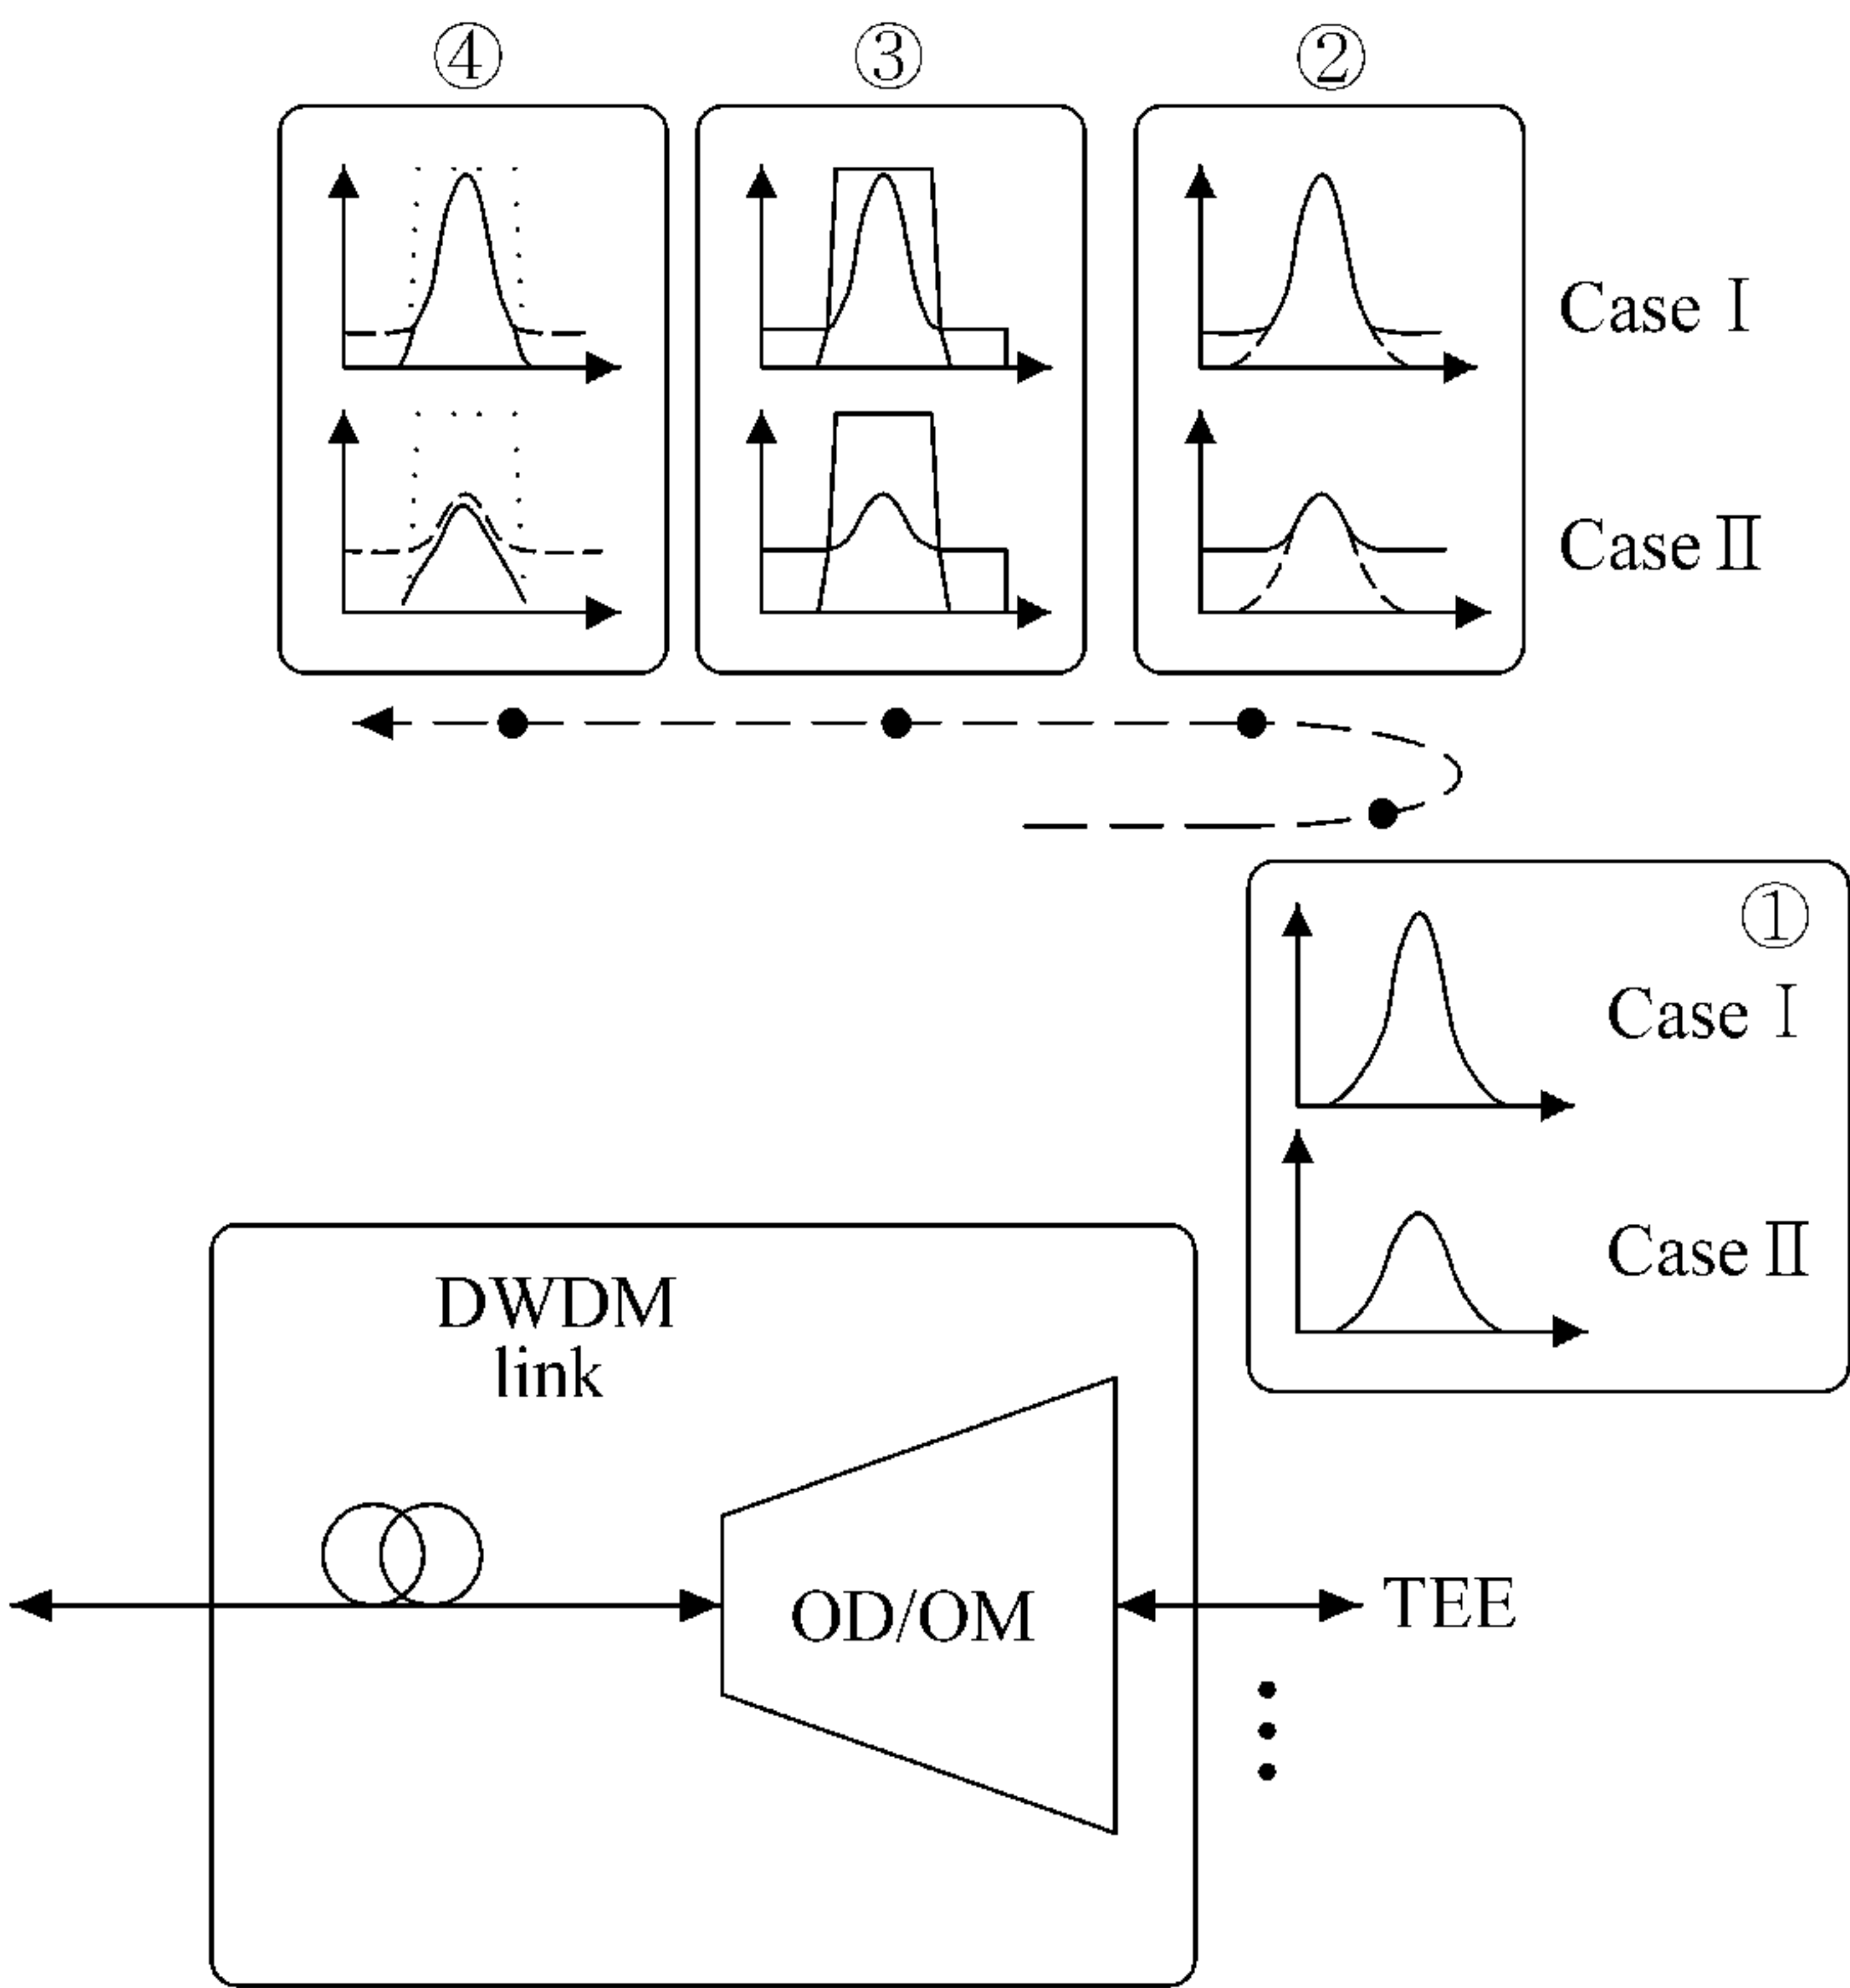 ④ ③ ②
Case Ⅰ
Case Ⅱ
①
Case Ⅰ
Case Ⅱ
DWDM
link
OD/OM
TEE